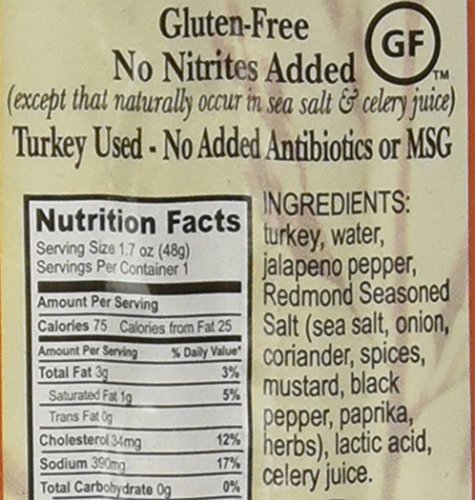 Gluten-Free
GF
TM
No Nitrites Added
(except that naturally occur in sea salt & celery juice)
Turkey Used - No Added Antibiotics or MSG
Nutrition Facts
Serving Size 1.7 oz (48g)
Servings Per Container 1
Amount Per Serving
Calories 75 Calories from Fat 25
Amount Per Serving % Daily Value*
Total Fat 3g 3%
Saturated Fat 1g 5%
Trans Fat 0g
Cholesterol 34mg 12%
Sodium 390mg 17%
Total Carbohydrate 0g 0%
INGREDIENTS:
turkey, water,
jalapeno pepper,
Redmond Seasoned
Salt (sea salt, onion,
coriander, spices,
mustard, black
pepper, paprika,
herbs), lactic acid,
celery juice.